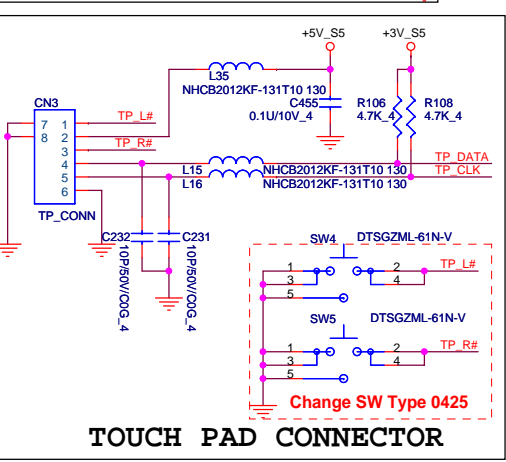 +5V_S5
+3V_S5
L35
NHCB2012KF-131T10 130
CN3
C455
0.1U/10V_4
R106
4.7K_4
R108
4.7K_4
7 1 TP_L#
8 2
3 TP_R#
4
5
6
TP_CONN
TP_DATA
L15 NHCB2012KF-131T10 130
TP_CLK
L16 NHCB2012KF-131T10 130
C232
10P/50V/C0G_4
C231
10P/50V/C0G_4
SW4 DTSGZML-61N-V
1 2 TP_L#
3 4
5
SW5 DTSGZML-61N-V
1 2 TP_R#
3 4
5
Change SW Type 0425
TOUCH PAD CONNECTOR